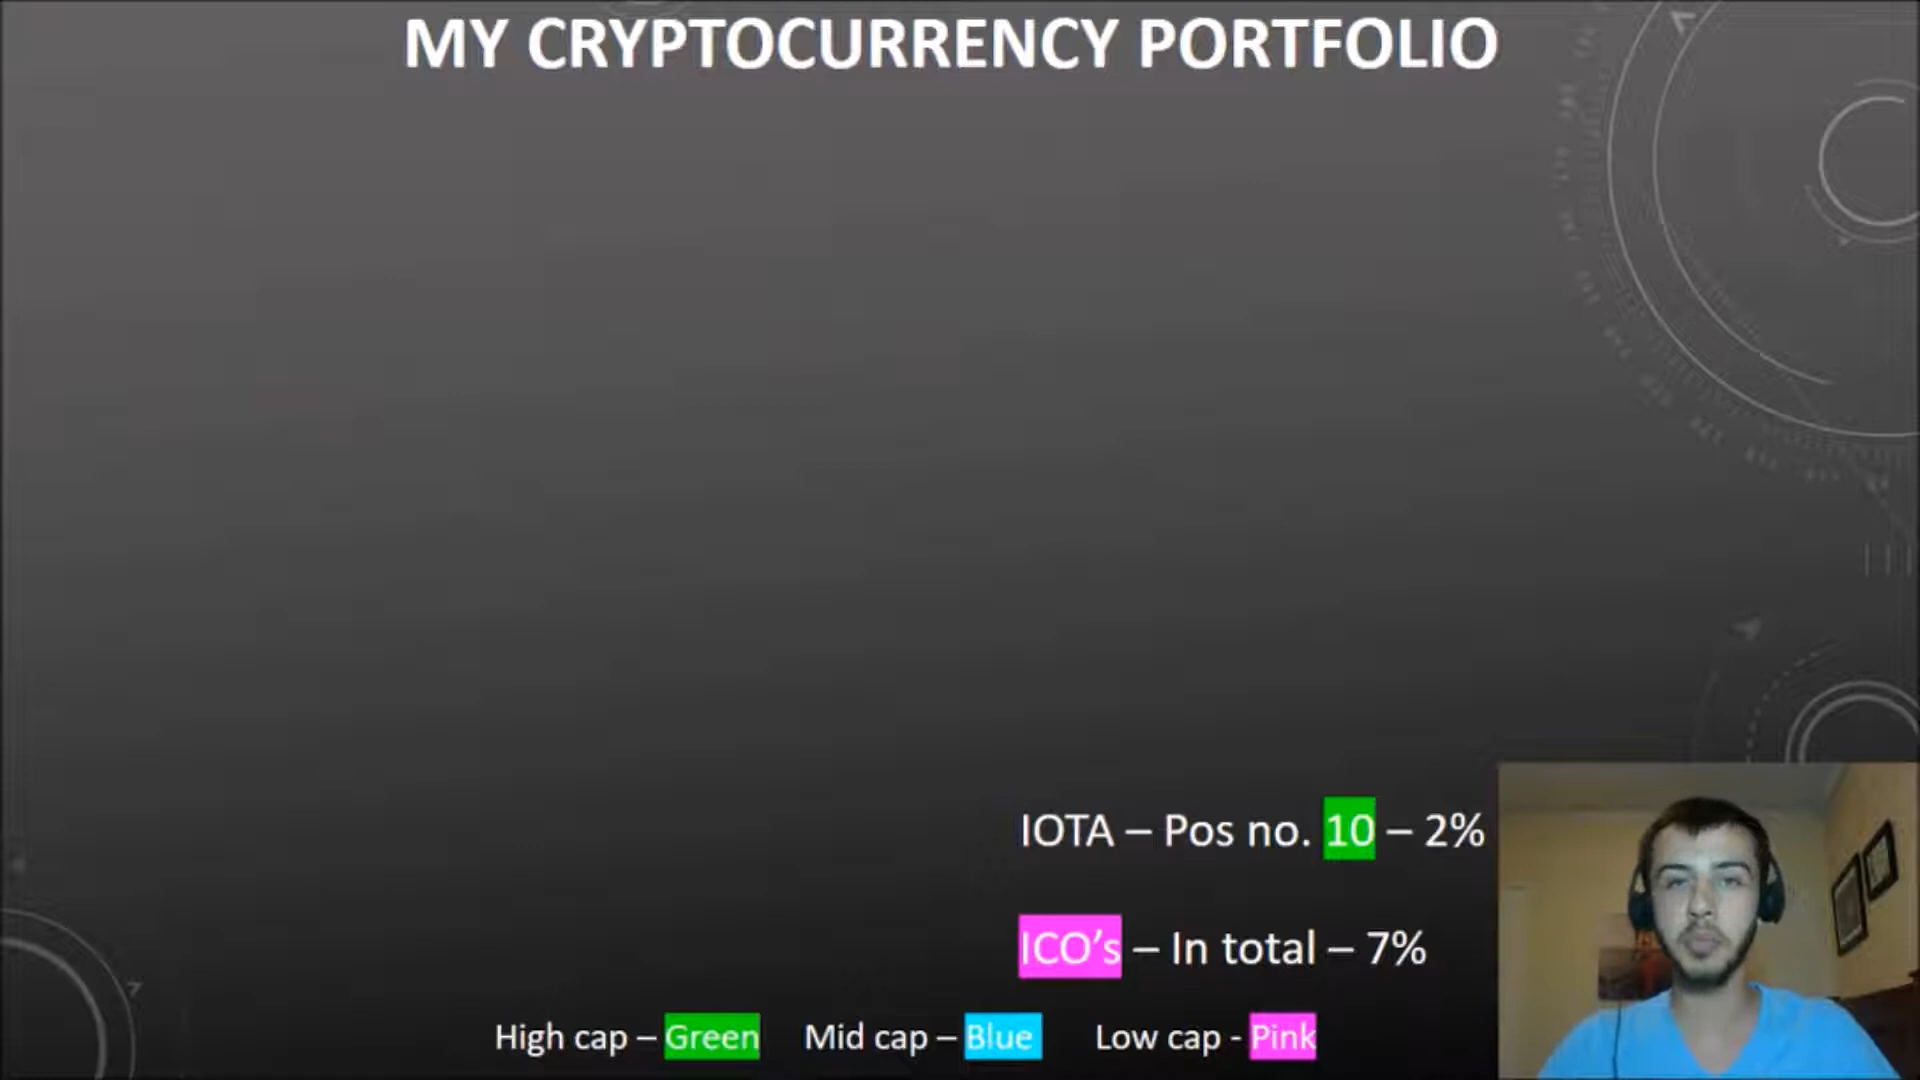 MY CRYPTOCURRENCY PORTFOLIO
IOTA – Pos no. 10 – 2%
ICO’s – In total – 7%
High cap – Green Mid cap – Blue Low cap - Pink